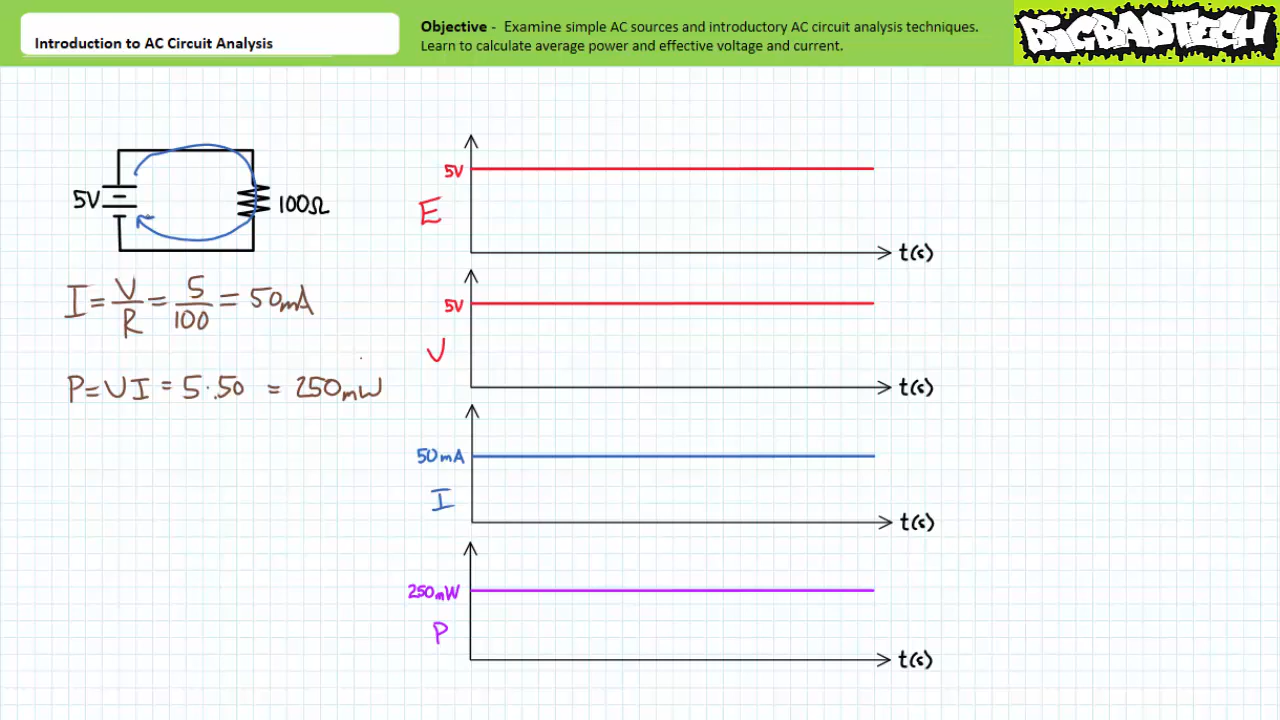 Introduction to AC Circuit Analysis
Objective - Examine simple AC sources and introductory AC circuit analysis techniques.
Learn to calculate average power and effective voltage and current.
BIGBADTECH
5V
100Ω
I = V/R = 5/100 = 50mA
P = VI = 5·50 = 250mW
5V
E
t(s)
5V
V
t(s)
50mA
I
t(s)
250mW
P
t(s)